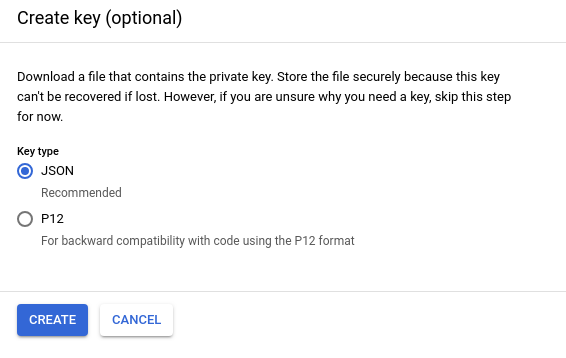 Create key (optional)
Download a file that contains the private key. Store the file securely because this key
can't be recovered if lost. However, if you are unsure why you need a key, skip this step
for now.
Key type
JSON
Recommended
P12
For backward compatibility with code using the P12 format
CREATE
CANCEL